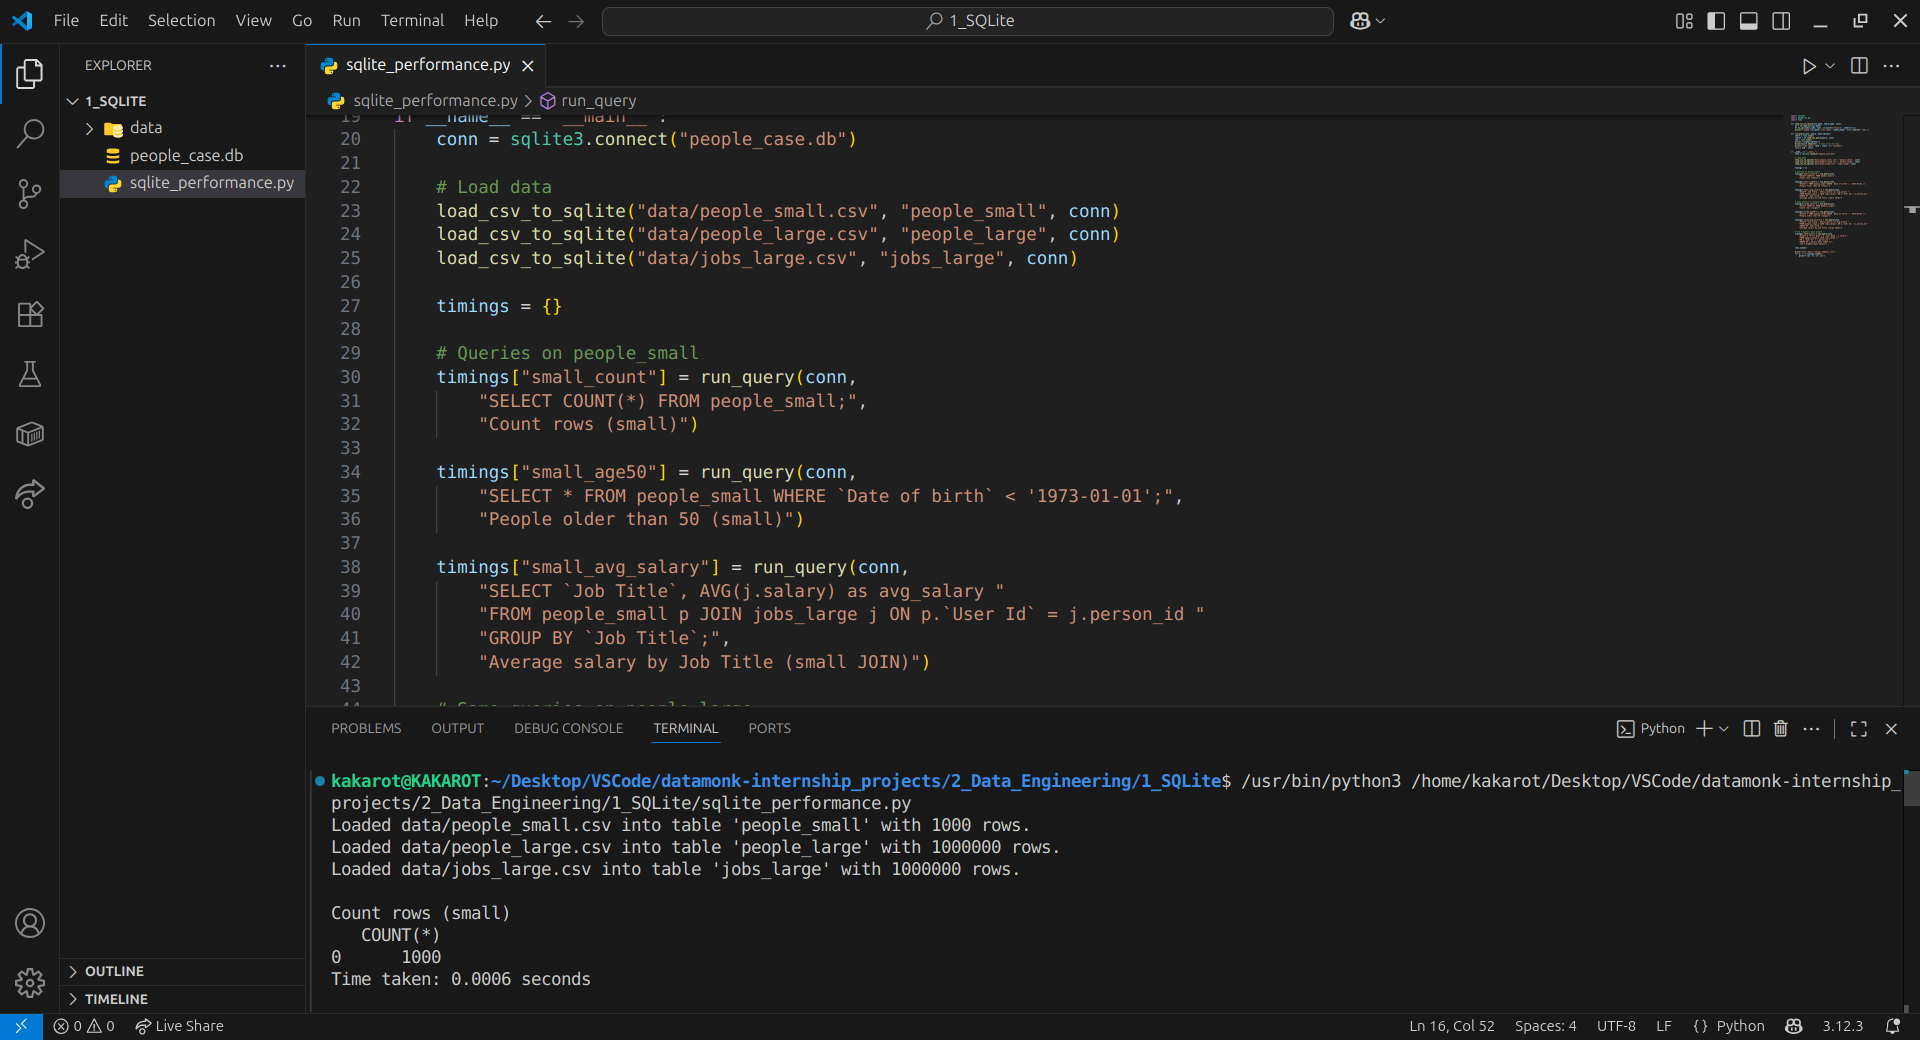 File Edit Selection View Go Run Terminal Help
1_SQLite
EXPLORER
1_SQLITE
data
people_case.db
sqlite_performance.py
OUTLINE
TIMELINE
sqlite_performance.py
sqlite_performance.py > run_query
19 if __name__ == "__main__":
20 conn = sqlite3.connect("people_case.db")
21
22 # Load data
23 load_csv_to_sqlite("data/people_small.csv", "people_small", conn)
24 load_csv_to_sqlite("data/people_large.csv", "people_large", conn)
25 load_csv_to_sqlite("data/jobs_large.csv", "jobs_large", conn)
26
27 timings = {}
28
29 # Queries on people_small
30 timings["small_count"] = run_query(conn,
31 "SELECT COUNT(*) FROM people_small;",
32 "Count rows (small)")
33
34 timings["small_age50"] = run_query(conn,
35 "SELECT * FROM people_small WHERE `Date of birth` < '1973-01-01';",
36 "People older than 50 (small)")
37
38 timings["small_avg_salary"] = run_query(conn,
39 "SELECT `Job Title`, AVG(j.salary) as avg_salary "
40 "FROM people_small p JOIN jobs_large j ON p.`User Id` = j.person_id "
41 "GROUP BY `Job Title`;",
42 "Average salary by Job Title (small JOIN)")
43
44 # Same queries on people_large
PROBLEMS OUTPUT DEBUG CONSOLE TERMINAL PORTS
Python
kakarot@KAKAROT:~/Desktop/VSCode/datamonk-internship_projects/2_Data_Engineering/1_SQLite$ /usr/bin/python3 /home/kakarot/Desktop/VSCode/datamonk-internship_
projects/2_Data_Engineering/1_SQLite/sqlite_performance.py
Loaded data/people_small.csv into table 'people_small' with 1000 rows.
Loaded data/people_large.csv into table 'people_large' with 1000000 rows.
Loaded data/jobs_large.csv into table 'jobs_large' with 1000000 rows.
Count rows (small)
COUNT(*)
0 1000
Time taken: 0.0006 seconds
0 0 Live Share
Ln 16, Col 52 Spaces: 4 UTF-8 LF {} Python 3.12.3